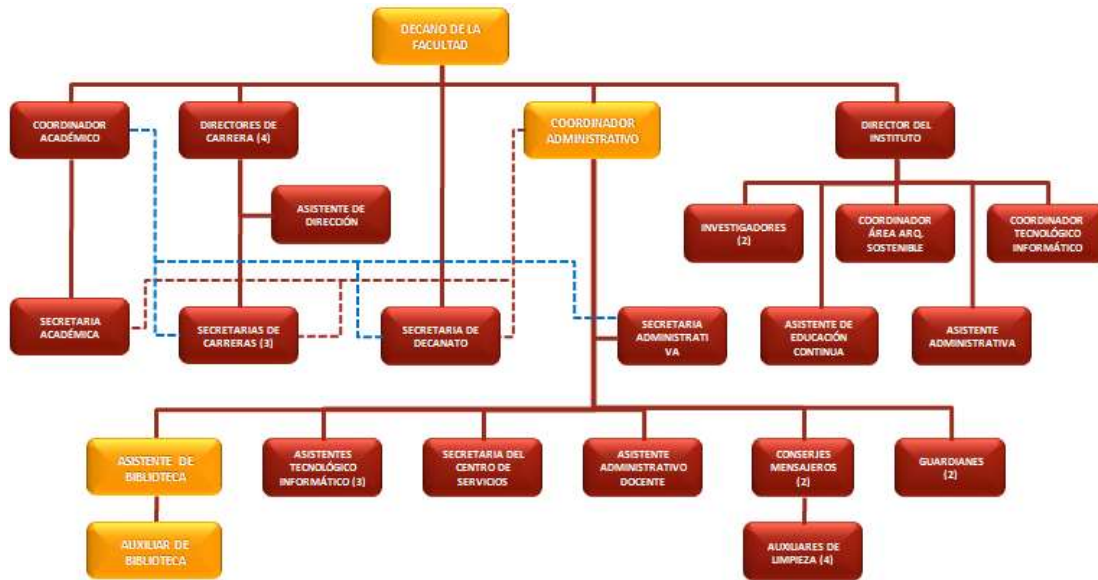 DECANO DE LA
FACULTAD
COORDINADOR
ACADÉMICO
DIRECTORES DE
CARRERA (4)
COORDINADOR
ADMINISTRATIVO
DIRECTOR DEL
INSTITUTO
ASISTENTE DE
DIRECCIÓN
INVESTIGADORES
(2)
COORDINADOR
ÁREA ARQ.
SOSTENIBLE
COORDINADOR
TECNOLÓGICO
INFORMÁTICO
SECRETARIA
ACADÉMICA
SECRETARIAS DE
CARRERAS (3)
SECRETARIA DE
DECANATO
SECRETARIA
ADMINISTRATI
VA
ASISTENTE DE
EDUCACIÓN
CONTINUA
ASISTENTE
ADMINISTRATIVA
ASISTENTE DE
BIBLIOTECA
ASISTENTES
TECNOLÓGICO
INFORMÁTICO (3)
SECRETARIA DEL
CENTRO DE
SERVICIOS
ASISTENTE
ADMINISTRATIVO
DOCENTE
CONSERJES
MENSAJEROS
(2)
GUARDIANES
(2)
AUXILIAR DE
BIBLIOTECA
AUXILIARES DE
LIMPIEZA (4)